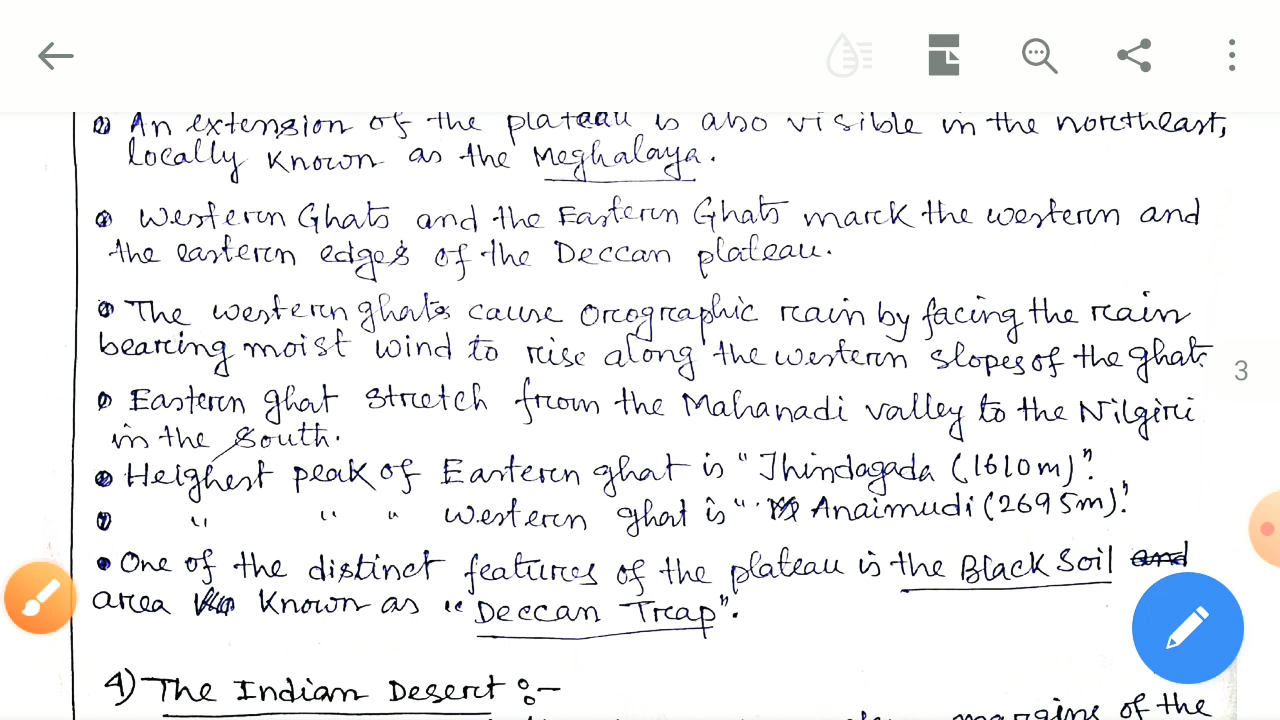 An extension of the plateau is also visible in the northeast,
locally known as the Meghalaya.
Western Ghats and the Eastern Ghats mark the western and
the eastern edges of the Deccan plateau.
The western ghats cause orographic rain by facing the rain
bearing moist wind to rise along the western slopes of the ghat.
3
Eastern ghat stretch from the Mahanadi valley to the Nilgiri
in the south.
Heighest peak of Eastern ghat is "Jhindagada (1610m)".
" " " western ghat is " Anaimudi (2695m)".
One of the distinct features of the plateau is the Black Soil and
area known as "Deccan Trap".
4) The Indian Desert :-
margins of the